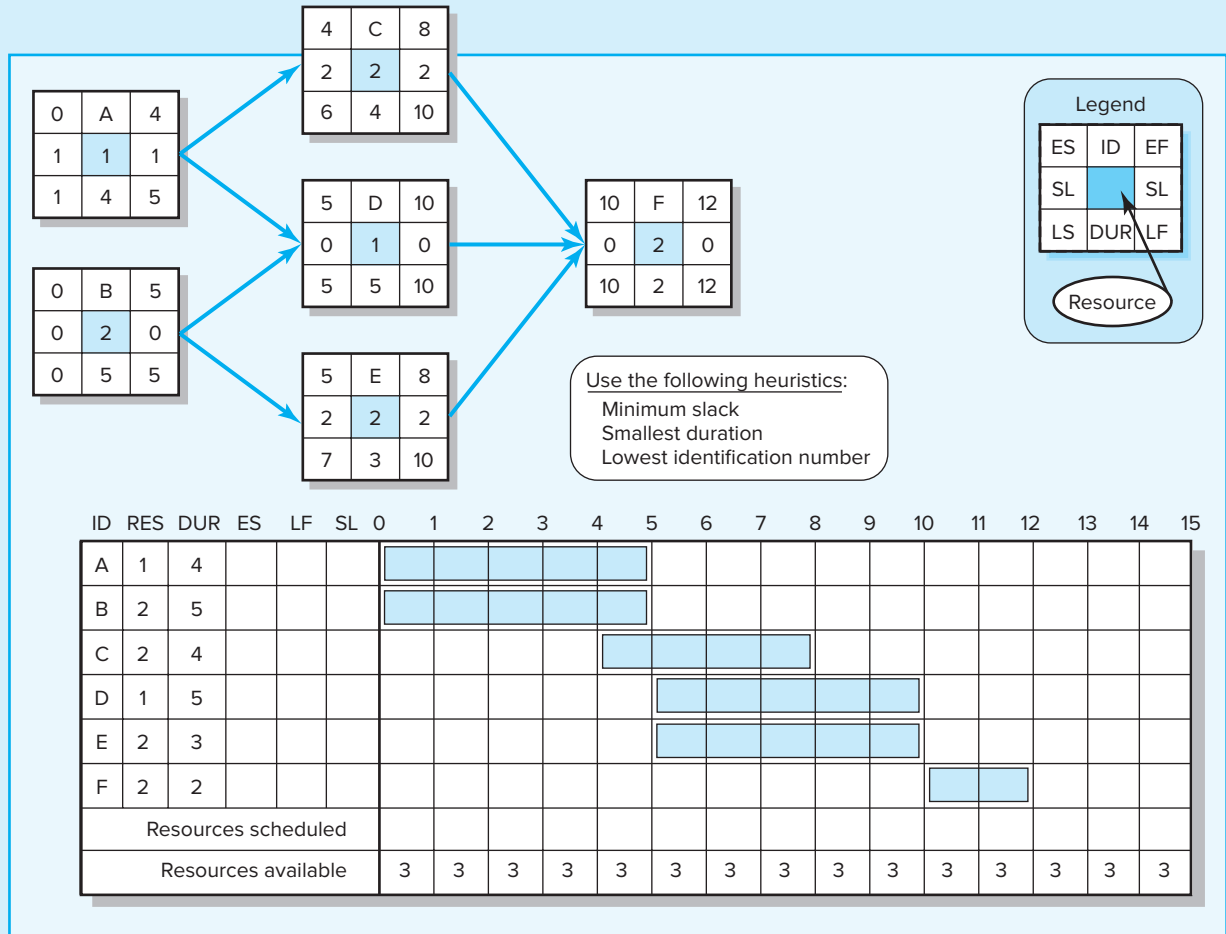 4 C 8
2 2 2
6 4 10
0 A 4
1 1 1
1 4 5
5 D 10
0 1 0
5 5 10
0 B 5
0 2 0
0 5 5
5 E 8
2 2 2
7 3 10
10 F 12
0 2 0
10 2 12
Legend
ES ID EF
SL SL
LS DUR LF
Resource
Use the following heuristics:
Minimum slack
Smallest duration
Lowest identification number
ID RES DUR ES LF SL 0 1 2 3 4 5 6 7 8 9 10 11 12 13 14 15
A 1 4
B 2 5
C 2 4
D 1 5
E 2 3
F 2 2
Resources scheduled
Resources available 3 3 3 3 3 3 3 3 3 3 3 3 3 3 3